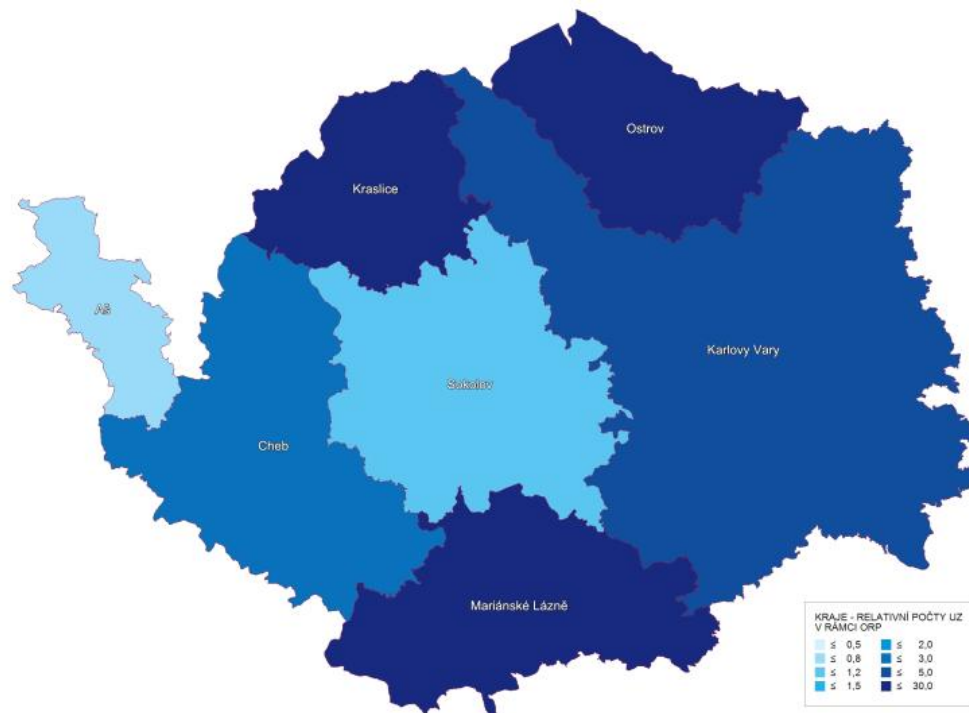 Ostrov
Kraslice
Aš
Karlovy Vary
Sokolov
Cheb
Mariánské Lázně
KRAJE - RELATIVNÍ POČTY UZ
V RÁMCI ORP
≤ 0,5 ≤ 2,0
≤ 0,8 ≤ 3,0
≤ 1,2 ≤ 5,0
≤ 1,5 ≤ 30,0